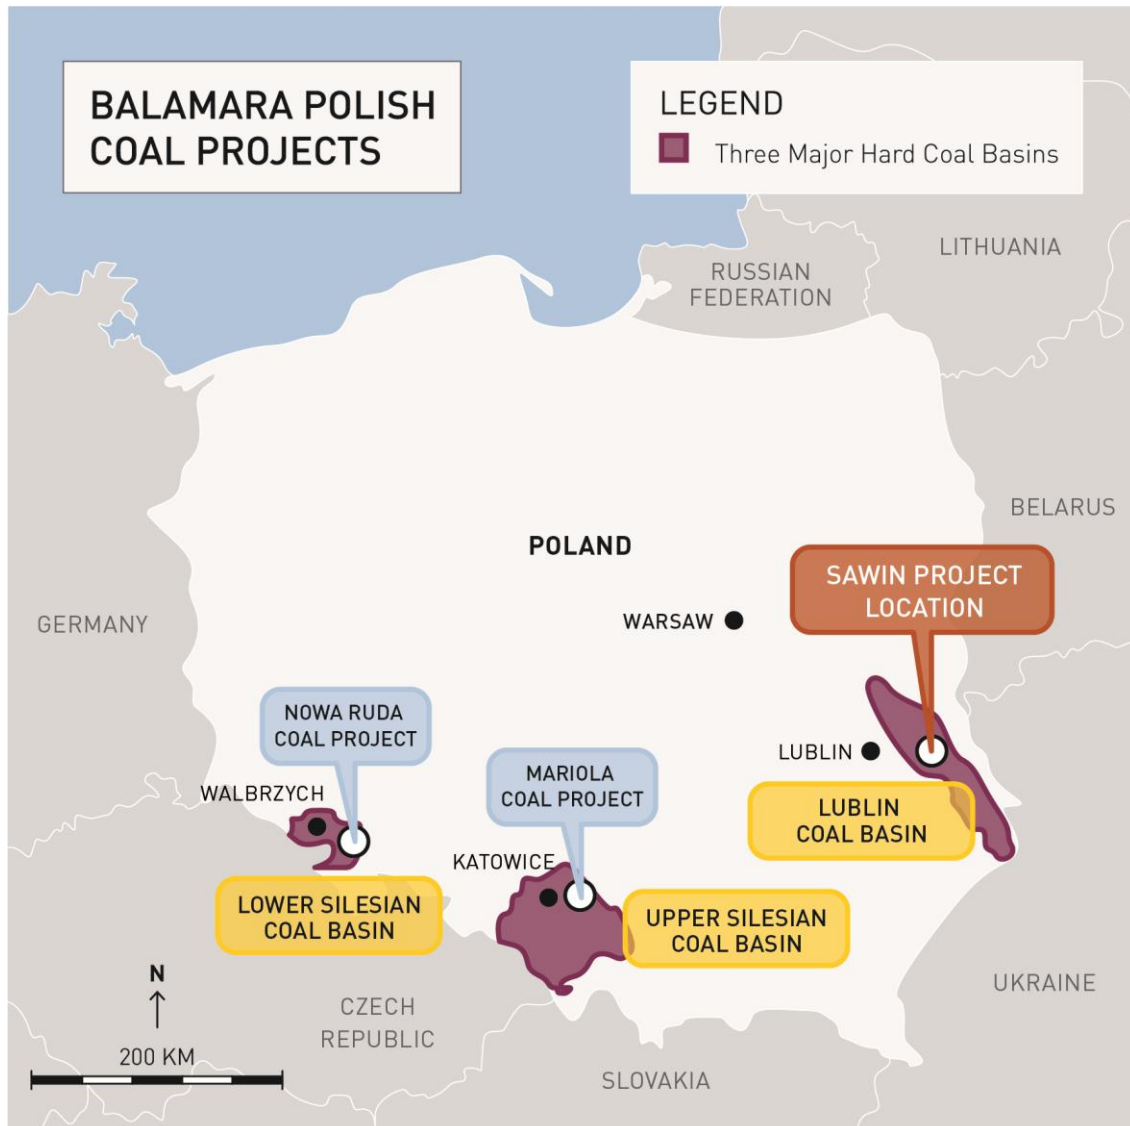 BALAMARA POLISH
COAL PROJECTS
LEGEND
Three Major Hard Coal Basins
LITHUANIA
RUSSIAN
FEDERATION
BELARUS
POLAND
SAWIN PROJECT
LOCATION
WARSAW
GERMANY
NOWA RUDA
COAL PROJECT
LUBLIN
MARIOLA
COAL PROJECT
WALBRZYCH
LUBLIN
COAL BASIN
KATOWICE
LOWER SILESIAN
COAL BASIN
UPPER SILESIAN
COAL BASIN
N
UKRAINE
CZECH
REPUBLIC
200 KM
SLOVAKIA